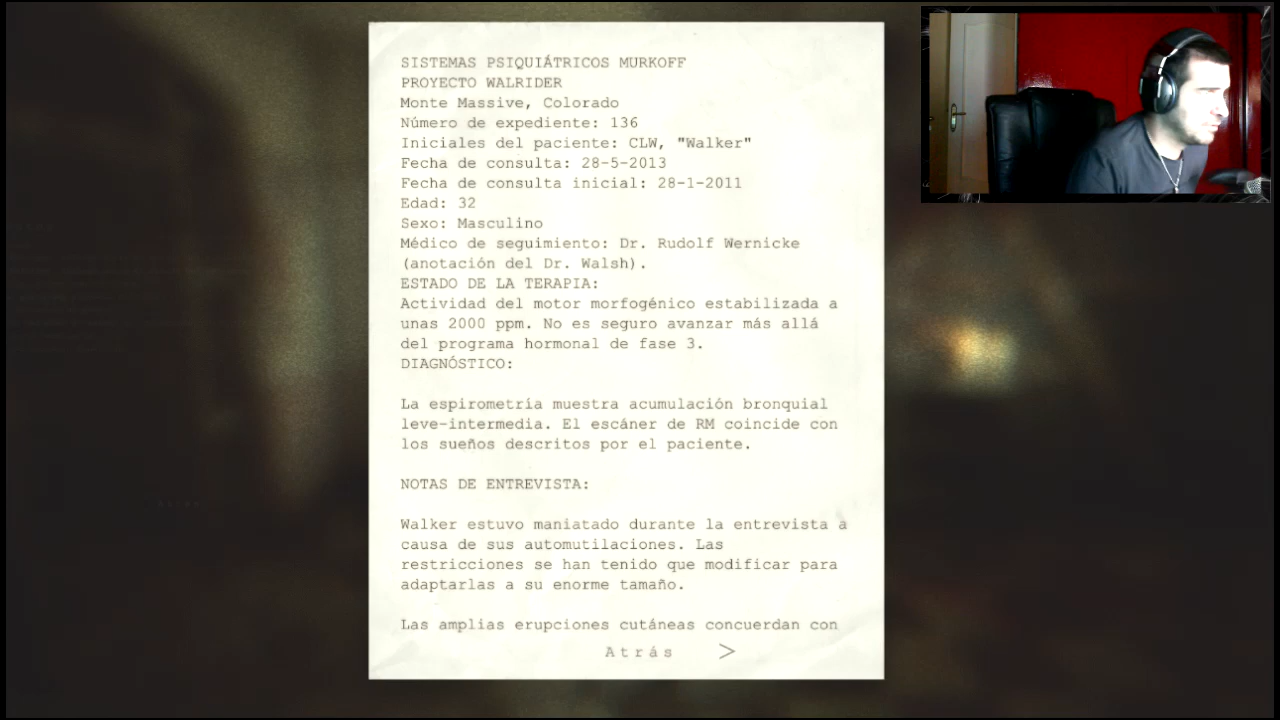 SISTEMAS PSIQUIÁTRICOS MURKOFF
PROYECTO WALRIDER
Monte Massive, Colorado
Número de expediente: 136
Iniciales del paciente: CLW, "Walker"
Fecha de consulta: 28-5-2013
Fecha de consulta inicial: 28-1-2011
Edad: 32
Sexo: Masculino
Médico de seguimiento: Dr. Rudolf Wernicke
(anotación del Dr. Walsh).
ESTADO DE LA TERAPIA:
Actividad del motor morfogénico estabilizada a
unas 2000 ppm. No es seguro avanzar más allá
del programa hormonal de fase 3.
DIAGNÓSTICO:
La espirometría muestra acumulación bronquial
leve-intermedia. El escáner de RM coincide con
los sueños descritos por el paciente.
NOTAS DE ENTREVISTA:
Walker estuvo maniatado durante la entrevista a
causa de sus automutilaciones. Las
restricciones se han tenido que modificar para
adaptarlas a su enorme tamaño.
Las amplias erupciones cutáneas concuerdan con
Atrás >